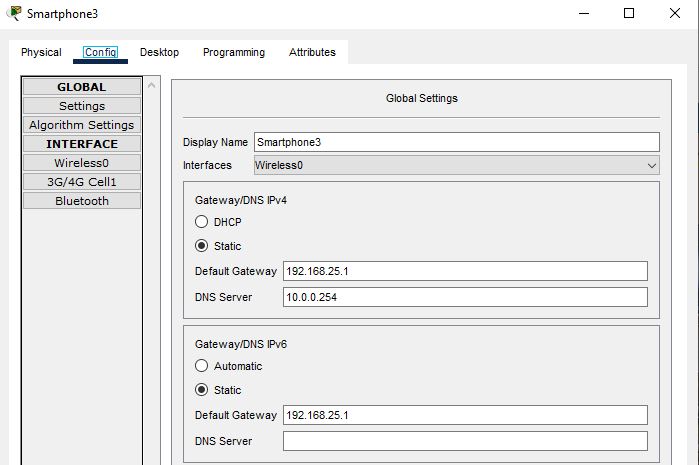 Smartphone3
Physical Config Desktop Programming Attributes
GLOBAL
Settings
Algorithm Settings
INTERFACE
Wireless0
3G/4G Cell1
Bluetooth
Global Settings
Display Name Smartphone3
Interfaces Wireless0
Gateway/DNS IPv4
DHCP
Static
Default Gateway 192.168.25.1
DNS Server 10.0.0.254
Gateway/DNS IPv6
Automatic
Static
Default Gateway 192.168.25.1
DNS Server